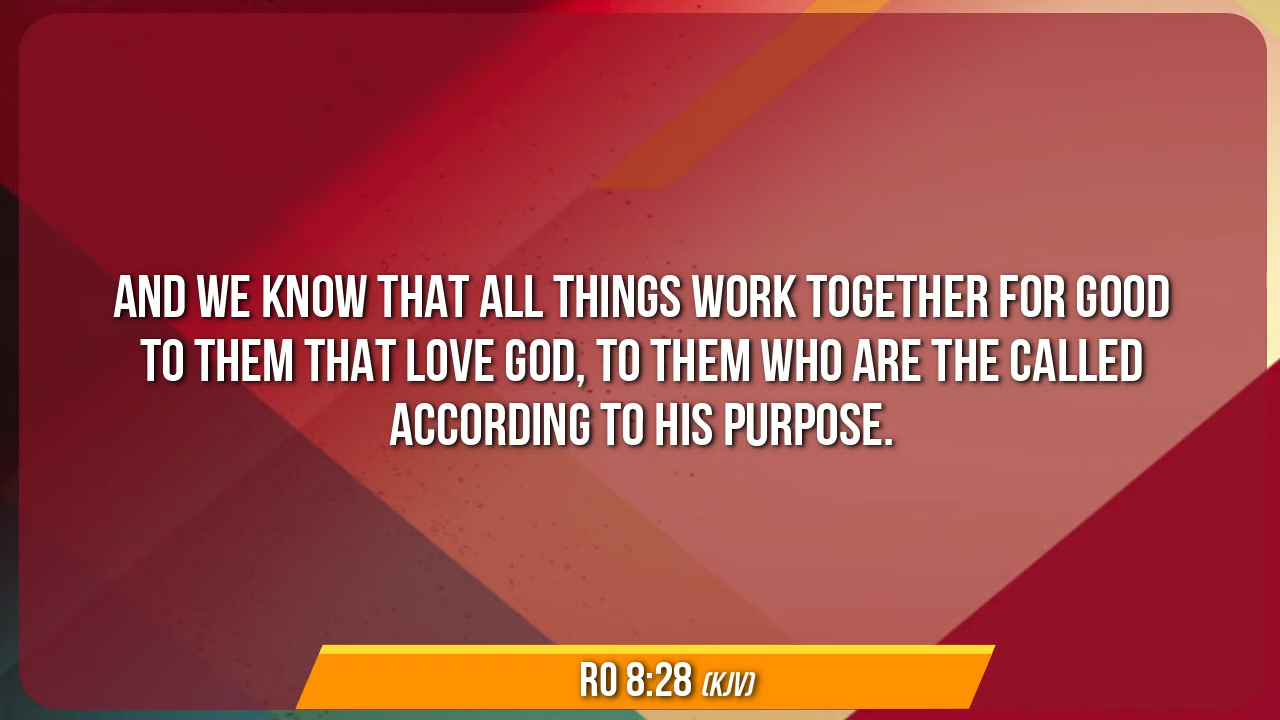 AND WE KNOW THAT ALL THINGS WORK TOGETHER FOR GOOD
TO THEM THAT LOVE GOD, TO THEM WHO ARE THE CALLED
ACCORDING TO HIS PURPOSE.
RO 8:28 (KJV)